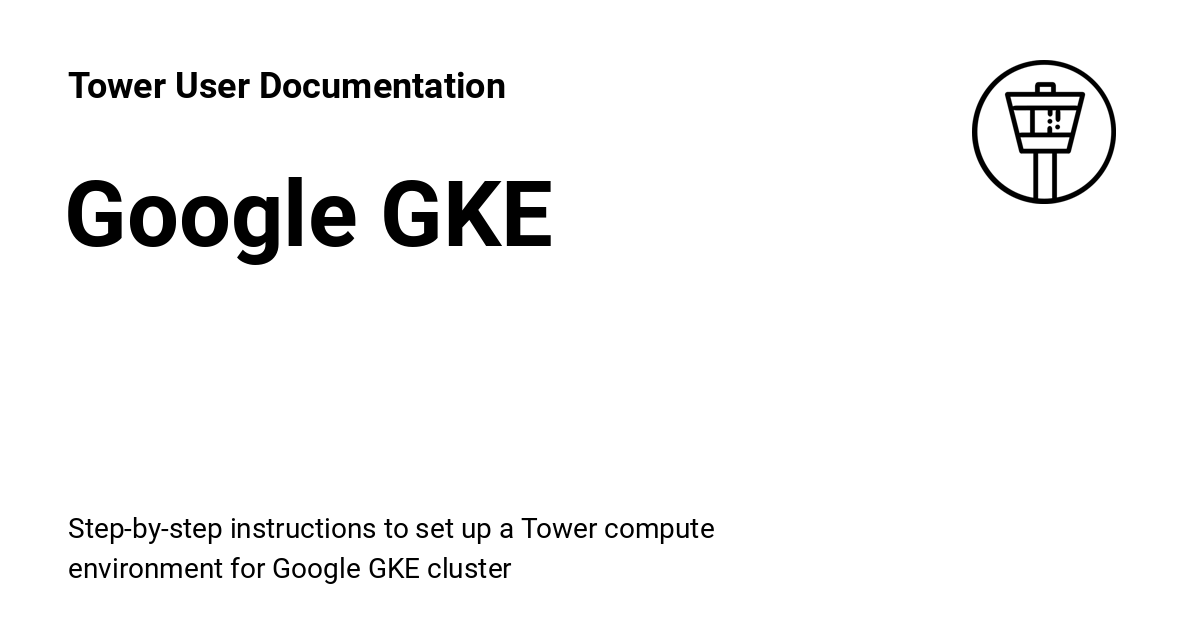 Tower User Documentation
Google GKE
Step-by-step instructions to set up a Tower compute
environment for Google GKE cluster